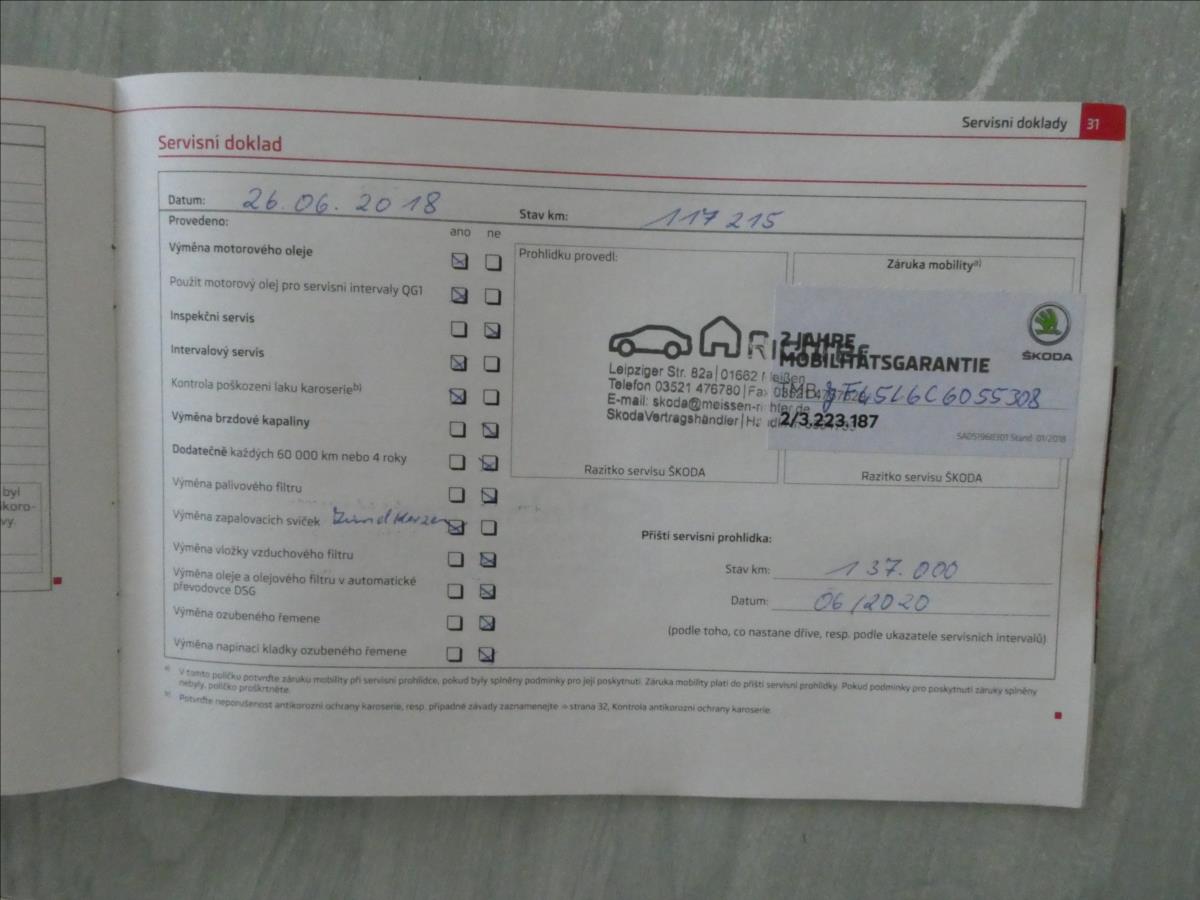 Servisní doklady 31
Servisní doklad
Datum: 26.06.2018
Stav km: 117 215
Provedeno:
ano ne
Výměna motorového oleje
Použit motorový olej pro servisní intervaly QG1
Inspekční servis
Intervalový servis
Kontrola poškození laku karoserie b)
Výměna brzdové kapaliny
Dodatečně každých 60 000 km nebo 4 roky
Výměna palivového filtru
Výměna zapalovacích svíček Zündkerzen
Výměna vložky vzduchového filtru
Výměna oleje a olejového filtru v automatické
převodovce DSG
Výměna ozubeného řemene
Výměna napínací kladky ozubeného řemene
Prohlídku provedl:
Leipziger Str. 82a | 01662 Meißen
Telefon 03521 476780 | Fax
E-mail: skoda@meissen-richter.de
SkodaVertragshändler |
Razítko servisu ŠKODA
Záruka mobility a)
ŠKODA
2 JAHRE
MOBILITÄTSGARANTIE
2/3.223.187
SAD5196B301 Stand: 01/2018
Razítko servisu ŠKODA
Příští servisní prohlídka:
Stav km: 137.000
Datum: 06/2020
(podle toho, co nastane dříve, resp. podle ukazatele servisních intervalů)
a) V tomto políčku potvrďte záruku mobility při servisní prohlídce, pokud byly splněny podmínky pro její poskytnutí. Záruka mobility platí do příští servisní prohlídky. Pokud podmínky pro poskytnutí záruky splněny
nebyly, políčko proškrtněte.
b) Potvrďte neporušenost antikorozní ochrany karoserie, resp. případné závady zaznamenejte ⇒ strana 32, Kontrola antikorozní ochrany karoserie.
byl
ikoro-
vy.